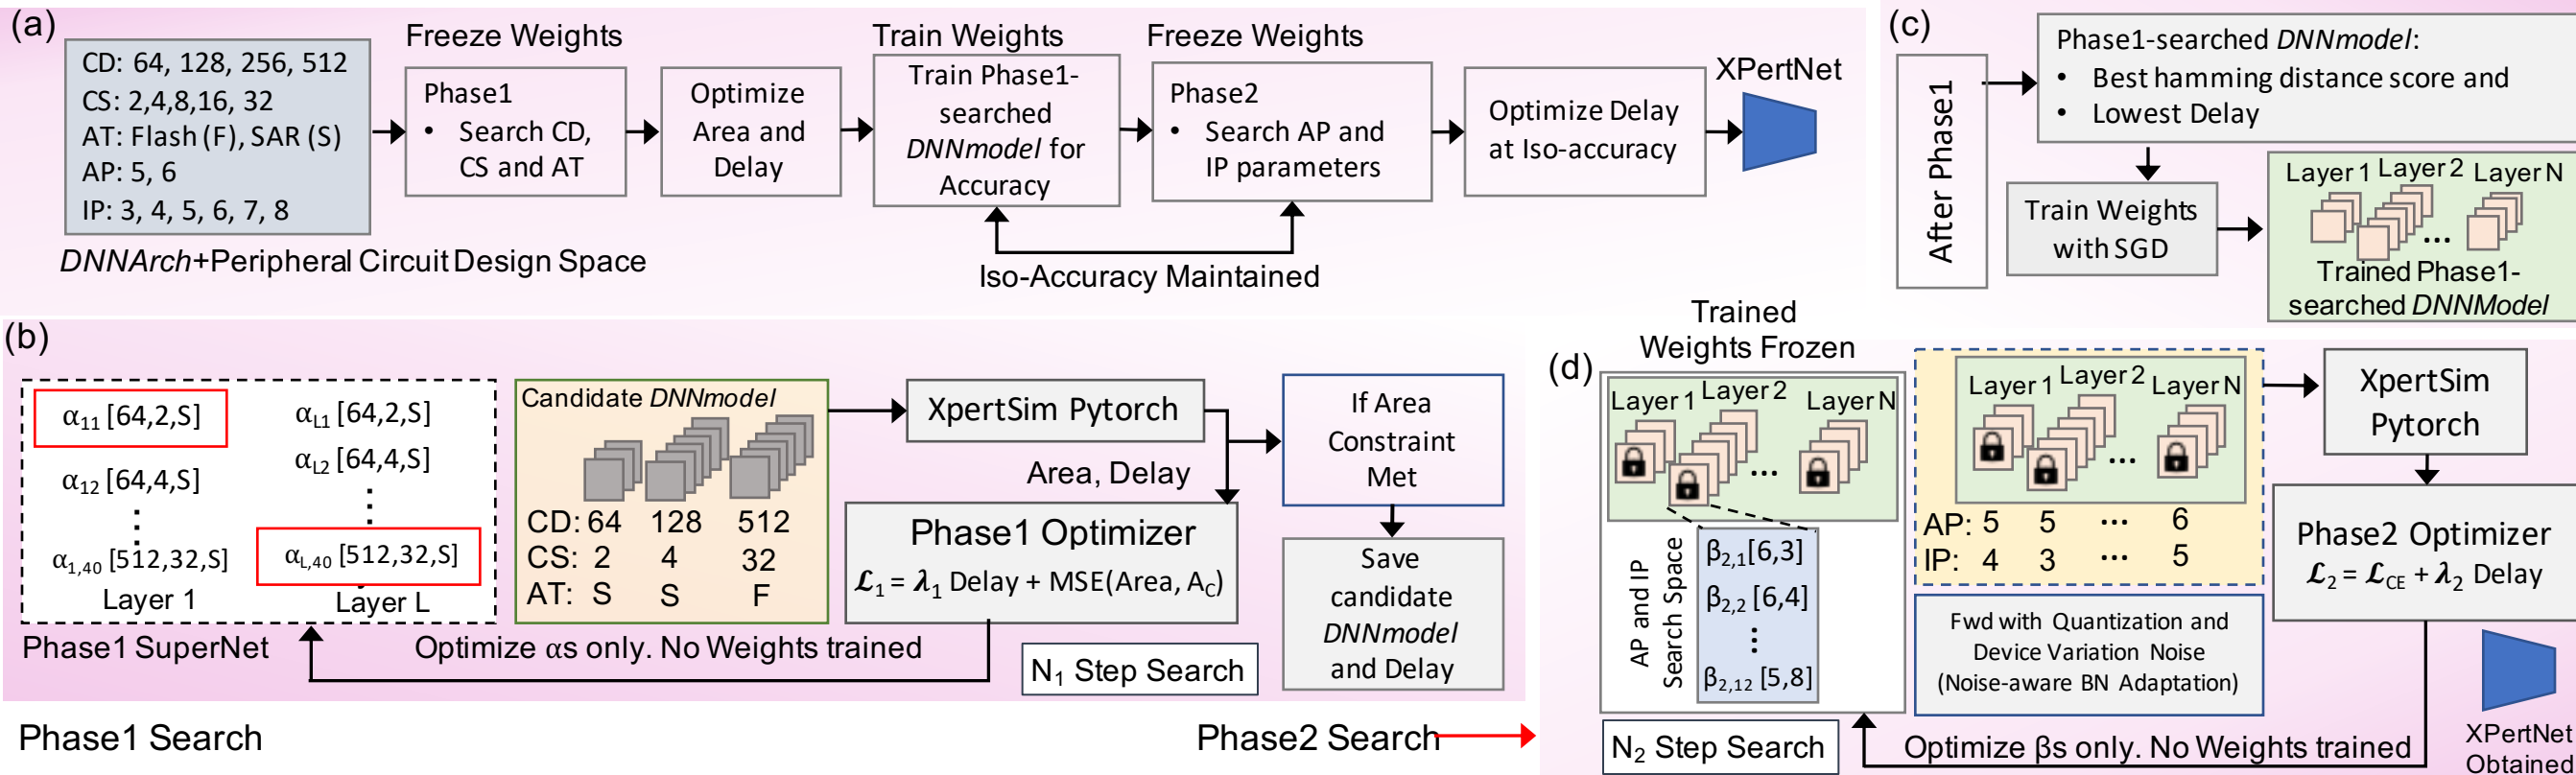 (a)
CD: 64, 128, 256, 512
CS: 2,4,8,16, 32
AT: Flash (F), SAR (S)
AP: 5, 6
IP: 3, 4, 5, 6, 7, 8
DNNArch+Peripheral Circuit Design Space
Freeze Weights
Phase1
• Search CD,
CS and AT
Optimize
Area and
Delay
Train Weights
Train Phase1-
searched
DNNmodel for
Accuracy
Freeze Weights
Phase2
• Search AP and
IP parameters
Iso-Accuracy Maintained
Optimize Delay
at Iso-accuracy
XPertNet
(c)
After Phase1
Phase1-searched DNNmodel:
• Best hamming distance score and
• Lowest Delay
Train Weights
with SGD
Layer 1 Layer 2 Layer N
...
Trained Phase1-
searched DNNModel
(b)
α11 [64,2,S]
α12 [64,4,S]
⋮
α1,40 [512,32,S]
Layer 1
αL1 [64,2,S]
αL2 [64,4,S]
⋮
αL,40 [512,32,S]
Layer L
Phase1 SuperNet
Candidate DNNmodel
CD: 64 128 512
CS: 2 4 32
AT: S S F
XpertSim Pytorch
Area, Delay
Phase1 Optimizer
ℒ1 = λ1 Delay + MSE(Area, AC)
Optimize αs only. No Weights trained
N1 Step Search
If Area
Constraint
Met
Save
candidate
DNNmodel
and Delay
Phase1 Search
Phase2 Search
(d)
Trained
Weights Frozen
Layer 1 Layer 2 Layer N
...
AP and IP
Search Space
β2,1[6,3]
β2,2 [6,4]
⋮
β2,12 [5,8]
N2 Step Search
Layer 1 Layer 2 Layer N
...
AP: 5 5 ... 6
IP: 4 3 ... 5
Fwd with Quantization and
Device Variation Noise
(Noise-aware BN Adaptation)
XpertSim
Pytorch
Phase2 Optimizer
ℒ2 = ℒCE + λ2 Delay
Optimize βs only. No Weights trained
XPertNet
Obtained